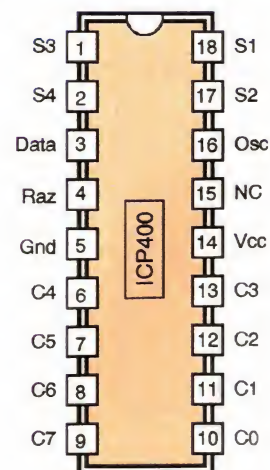 S3 1 18 S1
S4 2 17 S2
Data 3 16 Osc
Raz 4 15 NC
Gnd 5 14 Vcc
ICP400
C4 6 13 C3
C5 7 12 C2
C6 8 11 C1
C7 9 10 C0